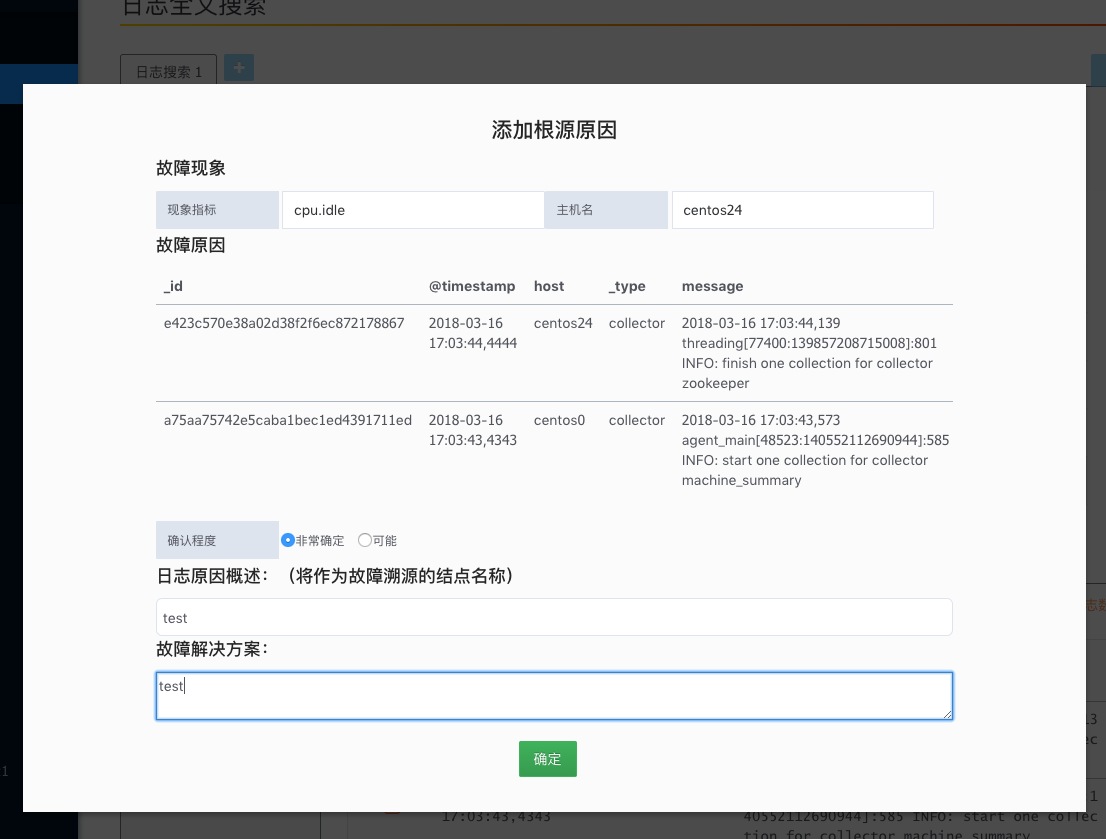 日志全文搜索
日志搜索 1
+
添加根源原因
故障现象
现象指标 cpu.idle 主机名 centos24
故障原因
_id @timestamp host _type message
e423c570e38a02d38f2f6ec872178867 2018-03-16 centos24 collector 2018-03-16 17:03:44,139
17:03:44,4444 threading[77400:139857208715008]:801
INFO: finish one collection for collector
zookeeper
a75aa75742e5caba1bec1ed4391711ed 2018-03-16 centos0 collector 2018-03-16 17:03:43,573
17:03:43,4343 agent_main[48523:140552112690944]:585
INFO: start one collection for collector
machine_summary
确认程度 非常确定 可能
日志原因概述：（将作为故障溯源的结点名称）
test
故障解决方案：
test
确定
17:03:43,4343 40552112690944]:585 INFO: start one collec
tion for collector machine_summary